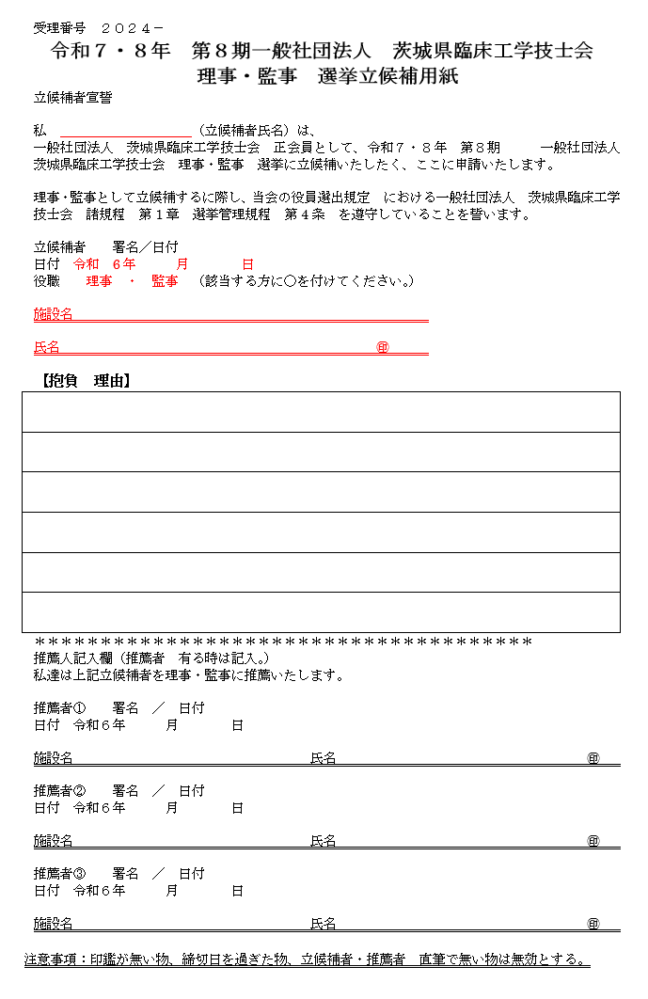 受理番号　２０２４－
令和７・８年　第８期一般社団法人　茨城県臨床工学技士会
理事・監事　選挙立候補用紙
立候補者宣誓
私　＿＿＿＿＿＿＿＿＿＿（立候補者氏名）は、
一般社団法人　茨城県臨床工学技士会　正会員として、令和７・８年　第８期　　　一般社団法人
茨城県臨床工学技士会　理事・監事　選挙に立候補いたしたく、ここに申請いたします。
理事・監事として立候補するに際し、当会の役員選出規定　における一般社団法人　茨城県臨床工学
技士会　諸規程　第１章　選挙管理規程　第４条　を遵守していることを誓います。
立候補者　　署名／日付
日付　令和　６年　　　月　　　　日
役職　　理事　・　監事　（該当する方に〇を付けてください。）
施設名
氏名　　　　　　　　　　　　　　　　　　　　　　　　㊞
【抱負　理由】
＊＊＊＊＊＊＊＊＊＊＊＊＊＊＊＊＊＊＊＊＊＊＊＊＊＊＊＊＊＊＊＊＊＊＊＊＊＊
推薦人記入欄（推薦者　有る時は記入。）
私達は上記立候補者を理事・監事に推薦いたします。
推薦者①　　署名　／　日付
日付　令和６年　　　月　　　　日
施設名　　　　　　　　　　　　　　　　　　氏名　　　　　　　　　　　　　　　　　　　㊞
推薦者②　　署名　／　日付
日付　令和６年　　　月　　　　日
施設名　　　　　　　　　　　　　　　　　　氏名　　　　　　　　　　　　　　　　　　　㊞
推薦者③　　署名　／　日付
日付　令和６年　　　月　　　　日
施設名　　　　　　　　　　　　　　　　　　氏名　　　　　　　　　　　　　　　　　　　㊞
注意事項：印鑑が無い物、締切日を過ぎた物、立候補者・推薦者　直筆で無い物は無効とする。